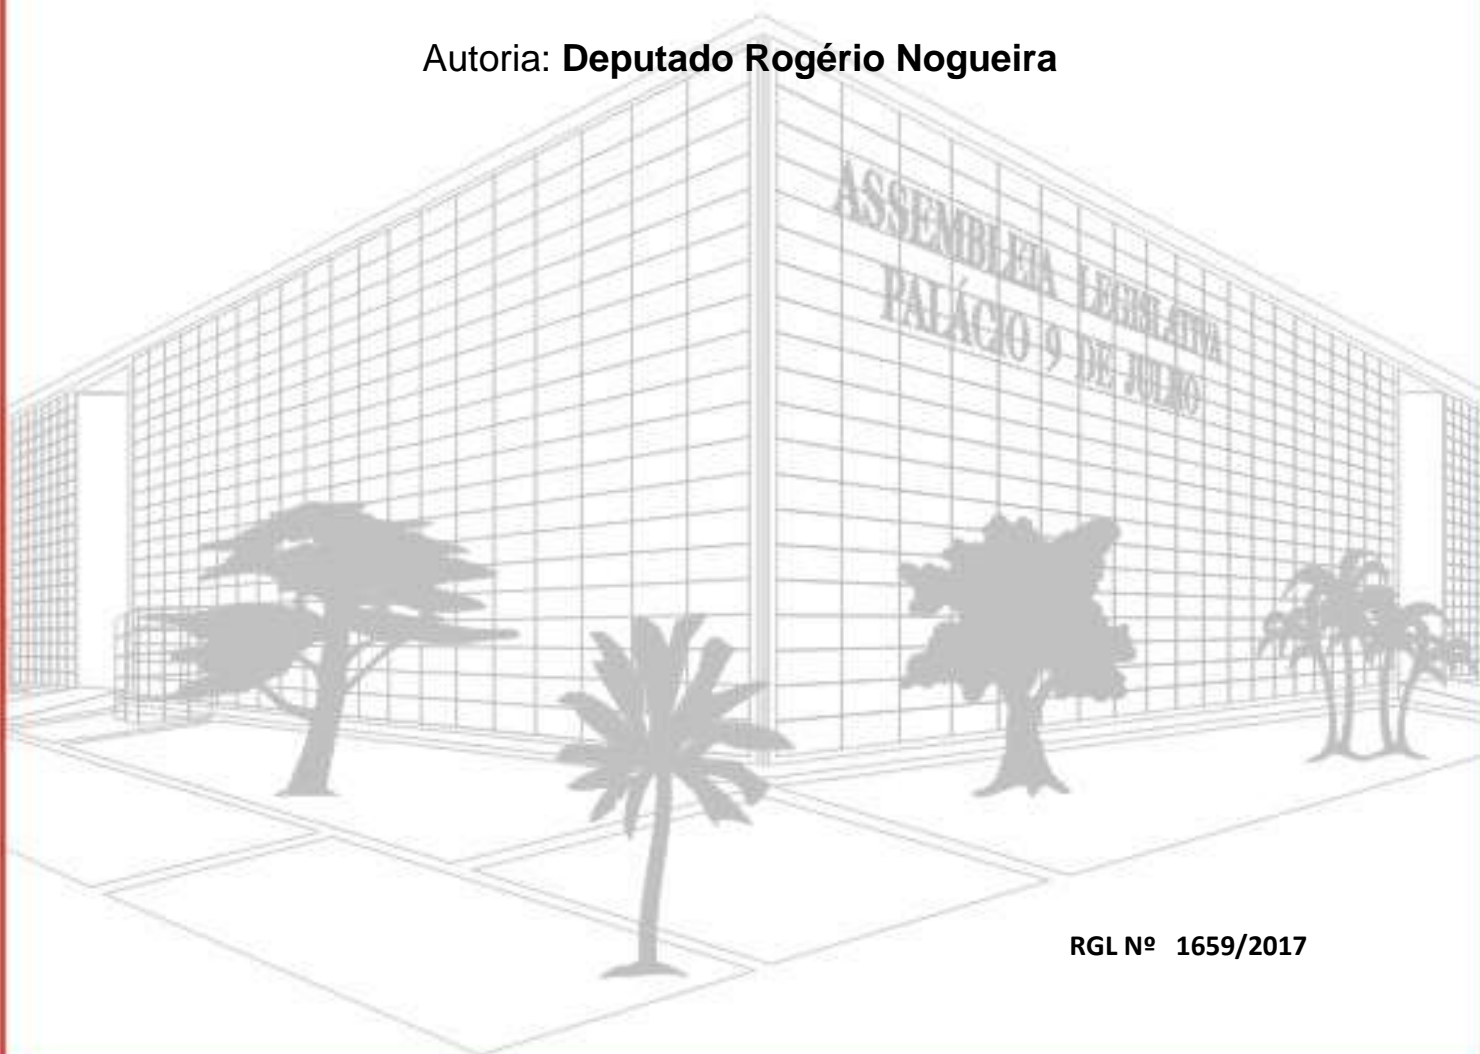 Autoria: Deputado Rogério Nogueira
ASSEMBLEIA LEGISLATIVA
PALÁCIO 9 DE JULHO
RGL Nº 1659/2017